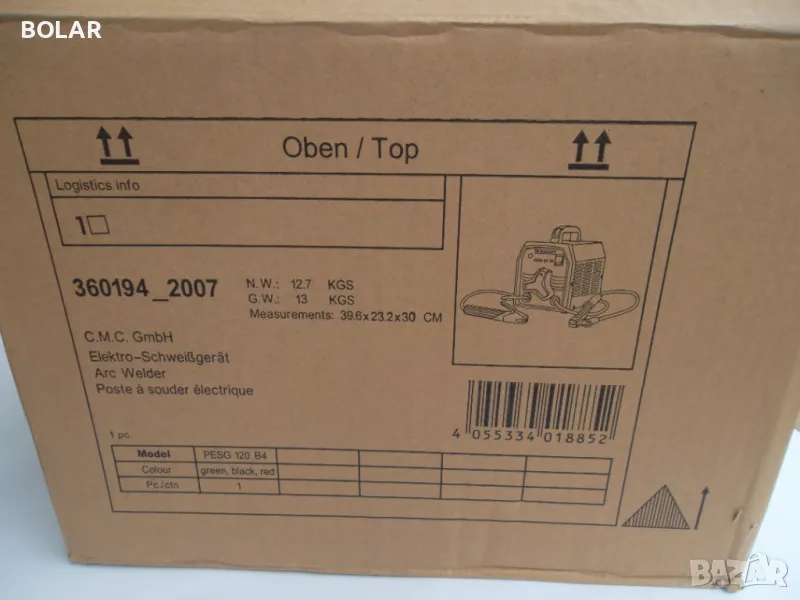 BOLAR
Oben / Top
Logistics info
1
360194_2007
N.W.: 12.7 KGS
G.W.: 13 KGS
Measurements: 39.6x23.2x30 CM
C.M.C. GmbH
Elektro-Schweißgerät
Arc Welder
Poste à souder électrique
4 055334 018852
1 pc.
Model PESG 120 B4
Colour green, black, red
Pc./ctn 1
BAZAR